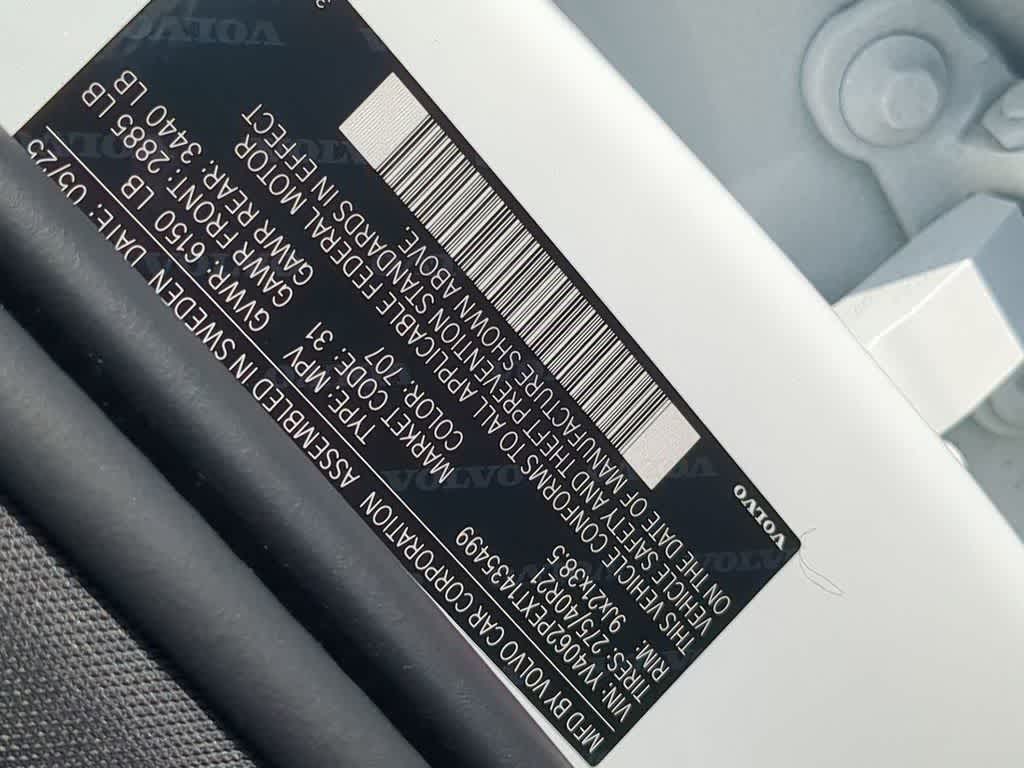 MFD BY VOLVO CAR CORPORATION ASSEMBLED IN SWEDEN DATE: 05/25
VIN: YV4062PEXT1435499 TYPE: MPV GVWR: 6150 LB
TIRES: 275/40R21 MARKET CODE: 31 GAWR FRONT: 2885 LB
RIM: 9Jx21x38.5 COLOR: 707 GAWR REAR: 3440 LB
THIS VEHICLE CONFORMS TO ALL APPLICABLE FEDERAL MOTOR
VEHICLE SAFETY AND THEFT PREVENTION STANDARDS IN EFFECT
ON THE DATE OF MANUFACTURE SHOWN ABOVE.
VOLVO